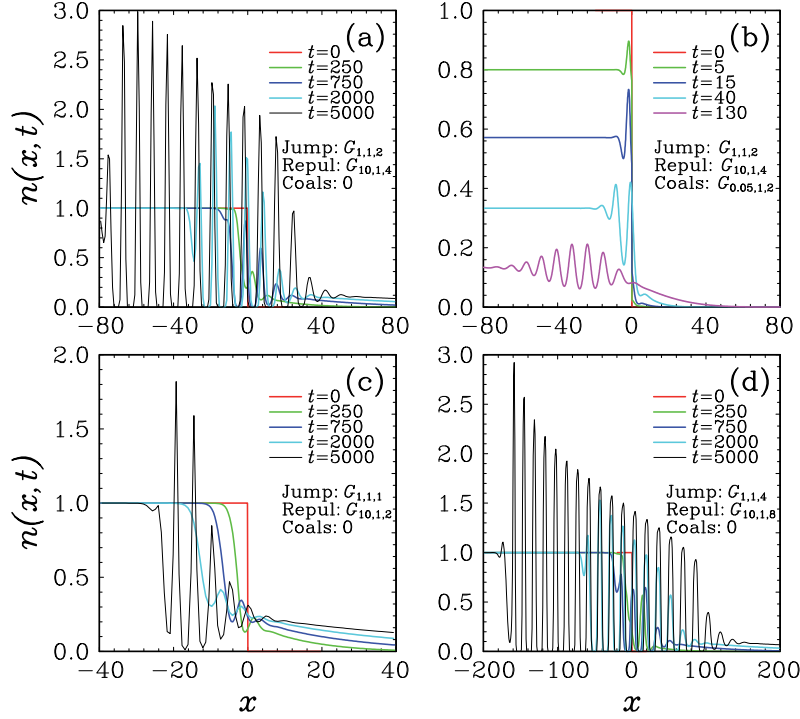 n(x,t)
3.0
2.5
2.0
1.5
1.0
0.5
0.0
−80 −40 0 40 80
(a)
t=0
t=250
t=750
t=2000
t=5000
Jump: G1,1,2
Repul: G10,1,4
Coals: 0
1.0
0.8
0.6
0.4
0.2
0.0
−80 −40 0 40 80
(b)
t=0
t=5
t=15
t=40
t=130
Jump: G1,1,2
Repul: G10,1,4
Coals: G0.05,1,2
n(x,t)
2.0
1.5
1.0
0.5
0.0
−40 −20 0 20 40
x
(c)
t=0
t=250
t=750
t=2000
t=5000
Jump: G1,1,1
Repul: G10,1,2
Coals: 0
3.0
2.5
2.0
1.5
1.0
0.5
0.0
−200 −100 0 100 200
x
(d)
t=0
t=250
t=750
t=2000
t=5000
Jump: G1,1,4
Repul: G10,1,8
Coals: 0